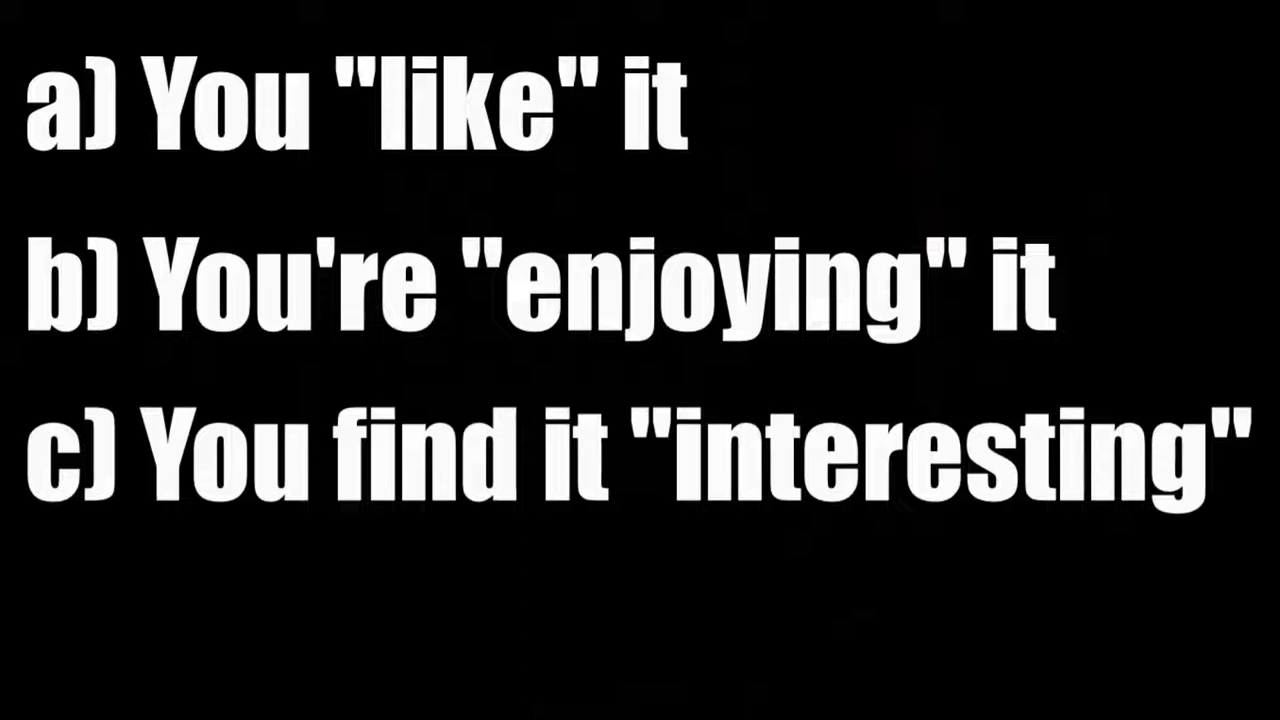 a) You "like" it
b) You're "enjoying" it
c) You find it "interesting"